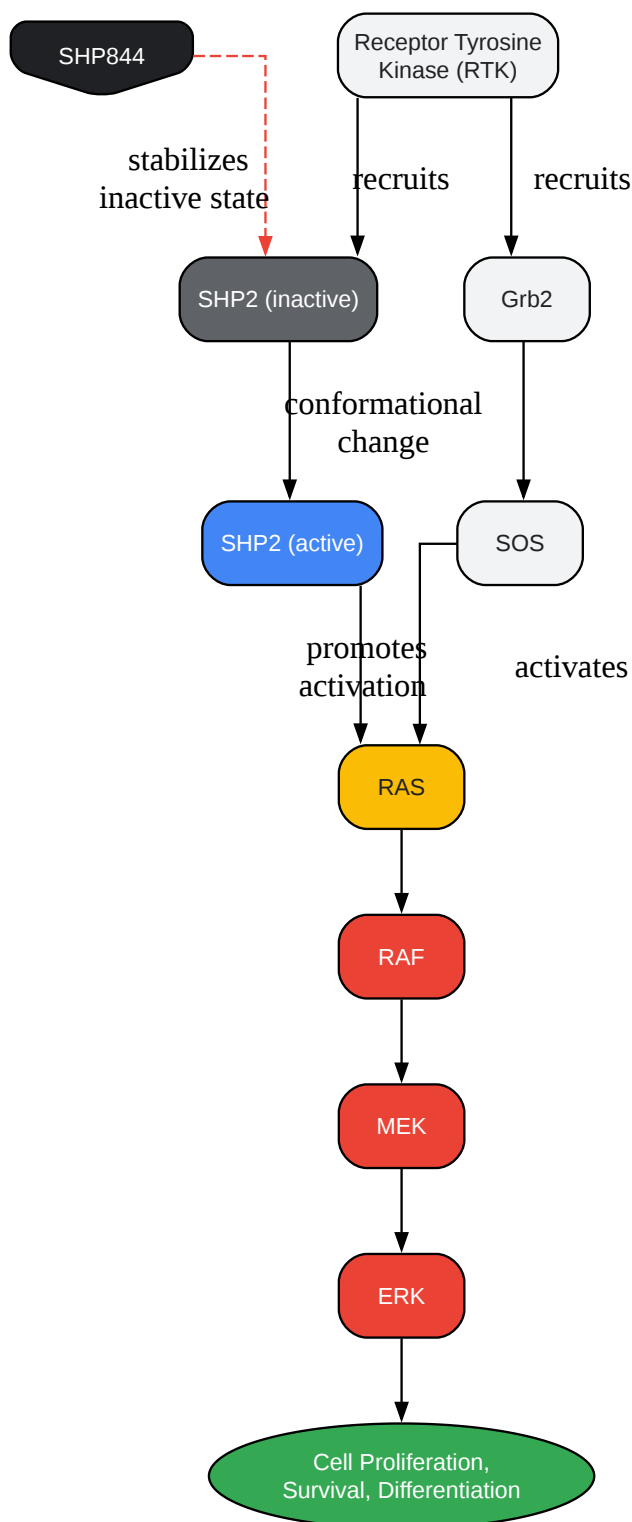 SHP844
Receptor Tyrosine
Kinase (RTK)
stabilizes
inactive state
recruits
recruits
SHP2 (inactive)
Grb2
conformational
change
SHP2 (active)
SOS
promotes
activation
activates
RAS
RAF
MEK
ERK
Cell Proliferation,
Survival, Differentiation